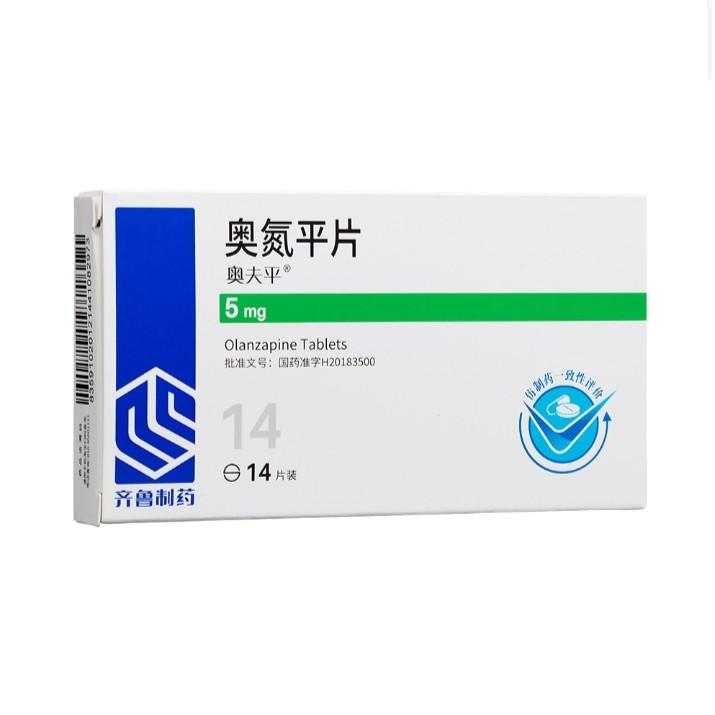 奥氮平片
奥夫平®
5 mg
Olanzapine Tablets
批准文号：国药准字H20183500
14
14 片装
齐鲁制药
仿制药一致性评价
83591020121441082973